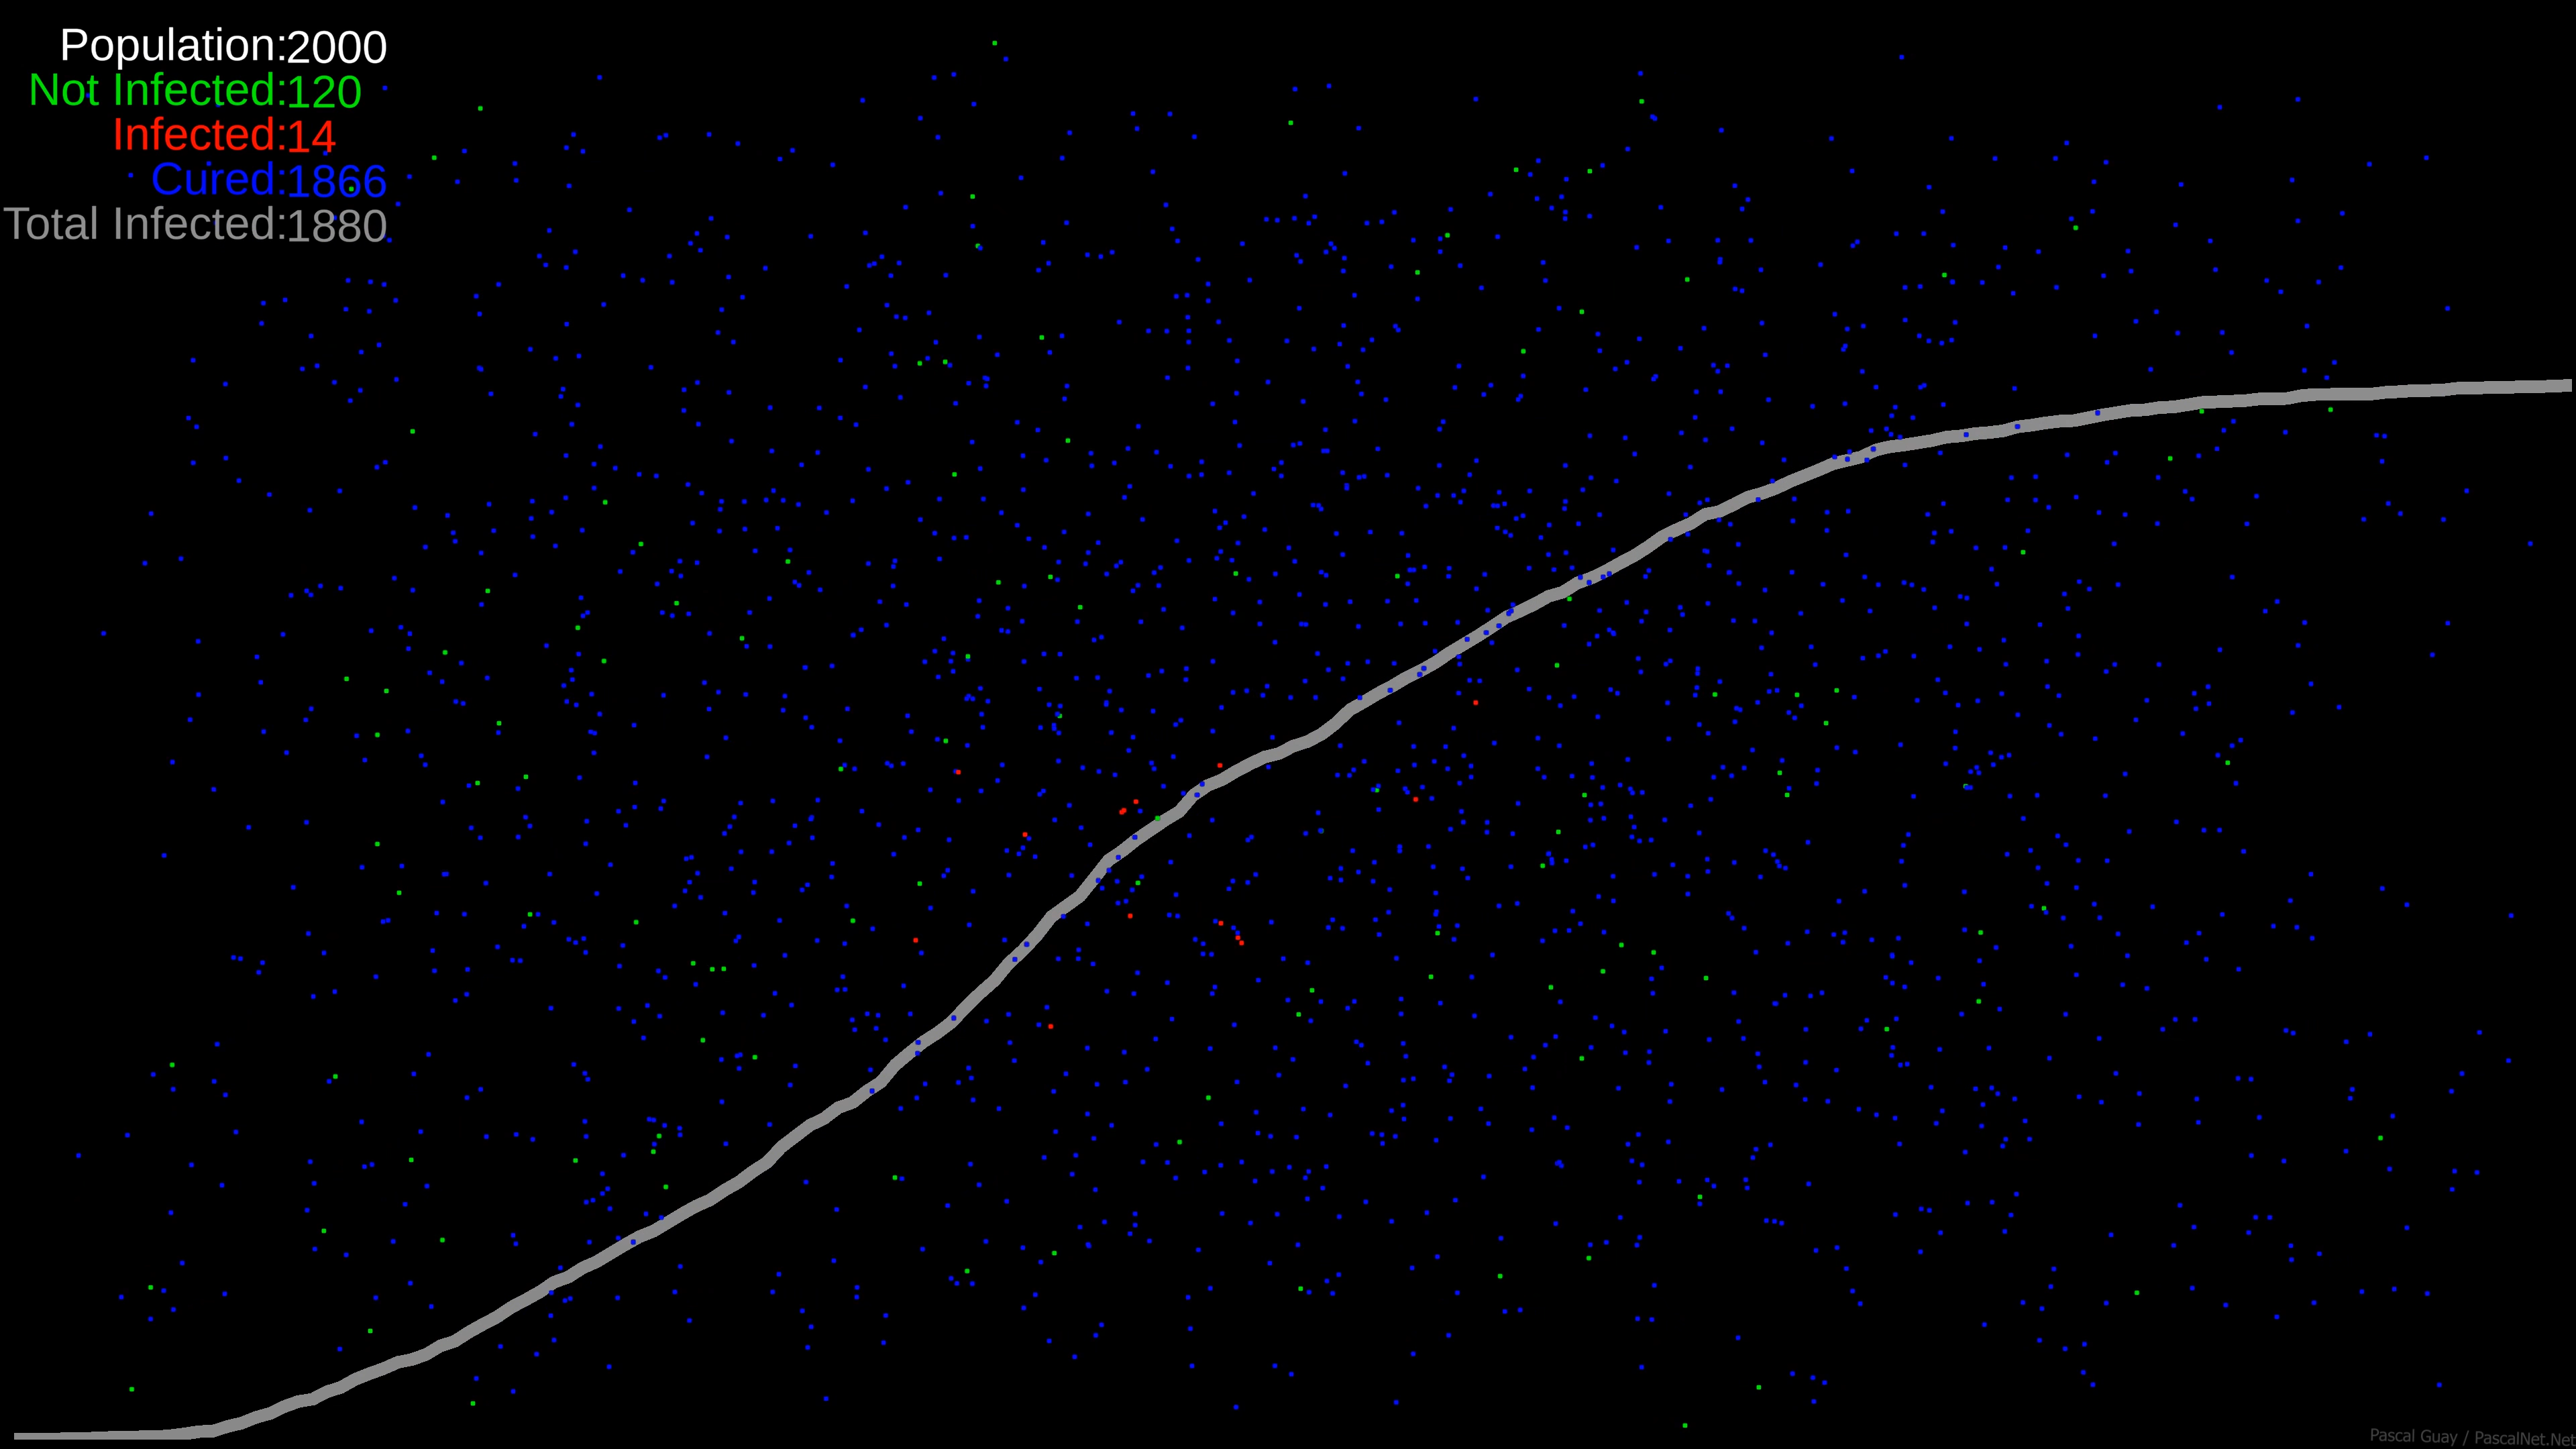 Population:2000
Not Infected:120
Infected:14
Cured:1866
Total Infected:1880
Pascal Guay / PascalNet.Net